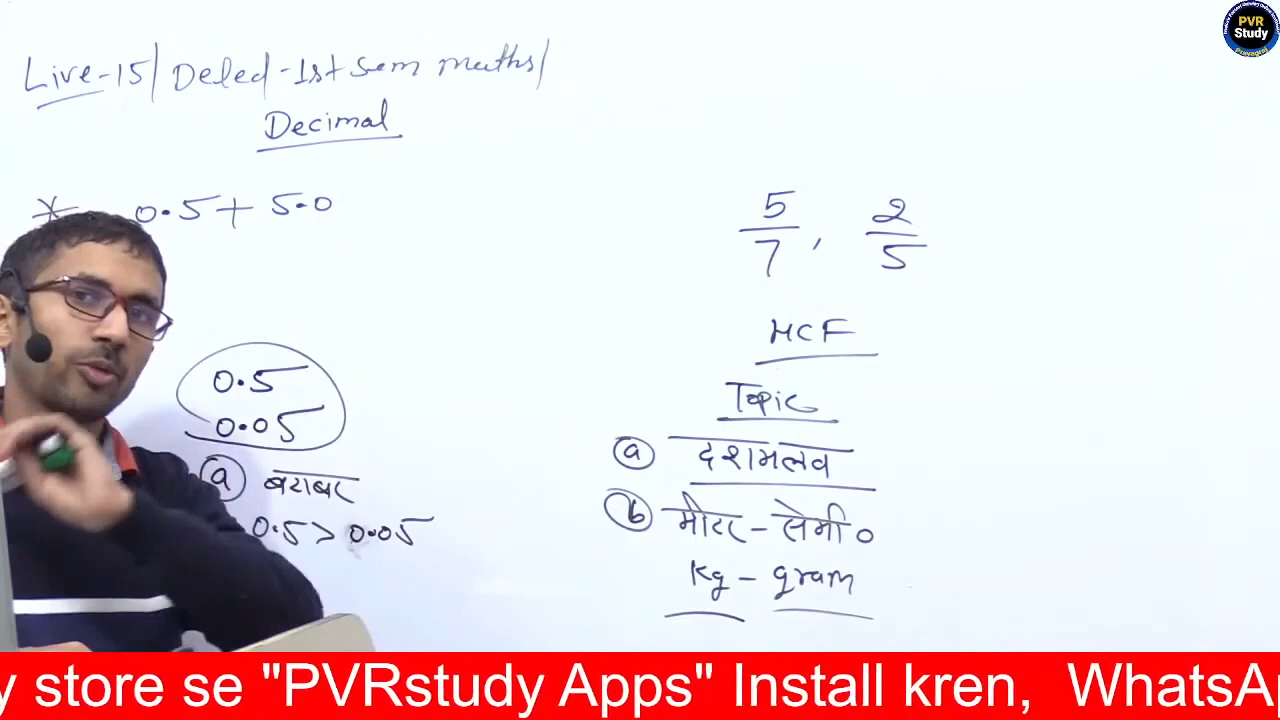 Live-15/ Deled -1st sem maths/
Decimal
0.5 + 5.0
0.5
0.05
a बराबर
0.5 > 0.05
5/7 , 2/5
HCF
Topic
a दशमलव
b मीटर - सेमी०
Kg - gram
PVR
Study
Prayagraj
y store se "PVRstudy Apps" Install kren, WhatsAp